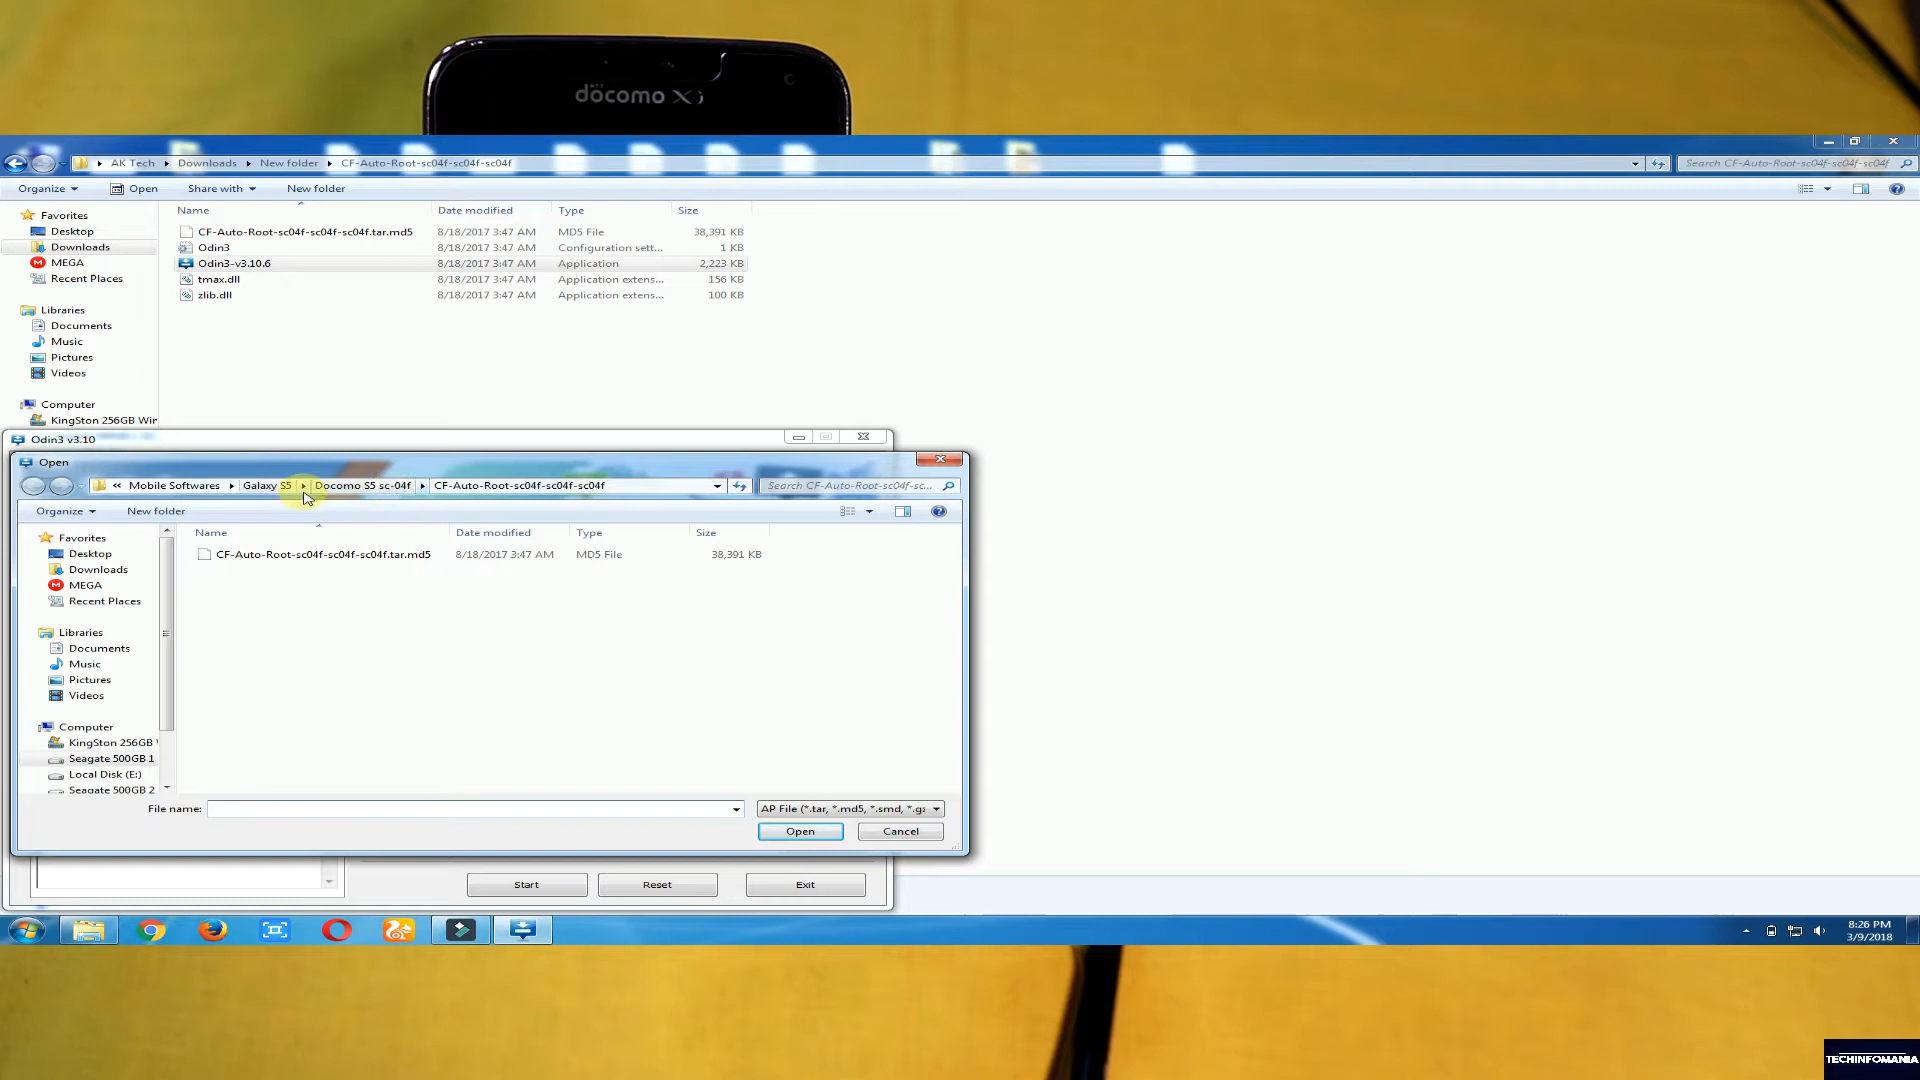 döcomo
AK Tech Downloads New folder CF-Auto-Root-sc04f-sc04f-sc04f
Search CF-Auto-Root-sc04f-sc04f-sc04f
Organize Open Share with New folder
Name Date modified Type Size
Favorites
Desktop
Downloads
MEGA
Recent Places
Libraries
Documents
Music
Pictures
Videos
Computer
KingSton 256GB Wir
CF-Auto-Root-sc04f-sc04f-sc04f.tar.md5 8/18/2017 3:47 AM MD5 File 38,391 KB
Odin3 8/18/2017 3:47 AM Configuration sett... 1 KB
Odin3-v3.10.6 8/18/2017 3:47 AM Application 2,223 KB
tmax.dll 8/18/2017 3:47 AM Application extens... 156 KB
zlib.dll 8/18/2017 3:47 AM Application extens... 100 KB
Odin3 v3.10
Open
« Mobile Softwares Galaxy S5 Docomo S5 sc-04f CF-Auto-Root-sc04f-sc04f-sc04f
Search CF-Auto-Root-sc04f-sc04f-sc...
Organize New folder
Name Date modified Type Size
CF-Auto-Root-sc04f-sc04f-sc04f.tar.md5 8/18/2017 3:47 AM MD5 File 38,391 KB
Favorites
Desktop
Downloads
MEGA
Recent Places
Libraries
Documents
Music
Pictures
Videos
Computer
KingSton 256GB
Seagate 500GB 1
Local Disk (E:)
Seagate 500GB 2
File name:
AP File (*.tar, *.md5, *.smd, *.gz
Open Cancel
Start Reset Exit
8:26 PM
3/9/2018
TECHINFOMANIA